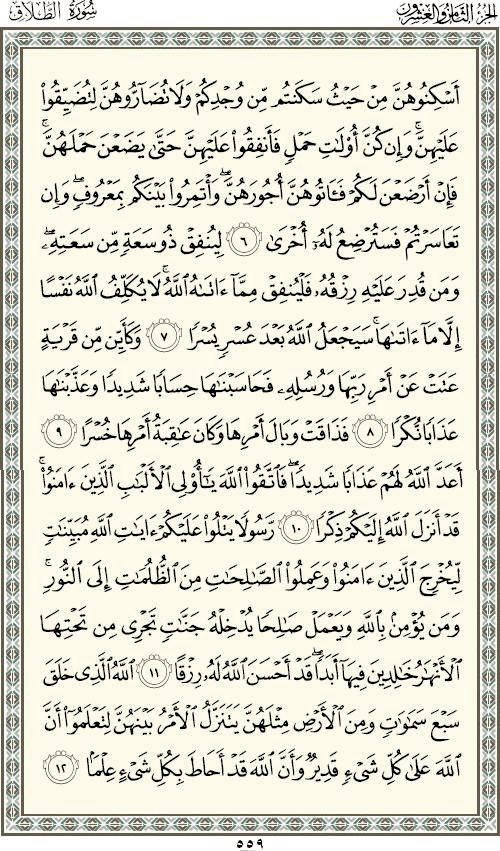 الجزء الثامن والعشرون
سُورَةُ الطَّلَاقِ
أَسْكِنُوهُنَّ مِنْ حَيْثُ سَكَنتُم مِّن وُجْدِكُمْ وَلَا تُضَآرُّوهُنَّ لِتُضَيِّقُوا۟
عَلَيْهِنَّ ۚ وَإِن كُنَّ أُو۟لَٰتِ حَمْلٍ فَأَنفِقُوا۟ عَلَيْهِنَّ حَتَّىٰ يَضَعْنَ حَمْلَهُنَّ ۚ
فَإِنْ أَرْضَعْنَ لَكُمْ فَـَٔاتُوهُنَّ أُجُورَهُنَّ ۖ وَأْتَمِرُوا۟ بَيْنَكُم بِمَعْرُوفٍ ۖ وَإِن
تَعَاسَرْتُمْ فَسَتُرْضِعُ لَهُۥٓ أُخْرَىٰ ٦ لِيُنفِقْ ذُو سَعَةٍ مِّن سَعَتِهِۦ ۖ
وَمَن قُدِرَ عَلَيْهِ رِزْقُهُۥ فَلْيُنفِقْ مِمَّآ ءَاتَىٰهُ ٱللَّهُ ۚ لَا يُكَلِّفُ ٱللَّهُ نَفْسًا
إِلَّا مَآ ءَاتَىٰهَا ۚ سَيَجْعَلُ ٱللَّهُ بَعْدَ عُسْرٍ يُسْرًا ٧ وَكَأَيِّن مِّن قَرْيَةٍ
عَتَتْ عَنْ أَمْرِ رَبِّهَا وَرُسُلِهِۦ فَحَاسَبْنَٰهَا حِسَابًا شَدِيدًا وَعَذَّبْنَٰهَا
عَذَابًا نُّكْرًا ٨ فَذَاقَتْ وَبَالَ أَمْرِهَا وَكَانَ عَٰقِبَةُ أَمْرِهَا خُسْرًا ٩
أَعَدَّ ٱللَّهُ لَهُمْ عَذَابًا شَدِيدًا ۖ فَٱتَّقُوا۟ ٱللَّهَ يَٰٓأُو۟لِى ٱلْأَلْبَٰبِ ٱلَّذِينَ ءَامَنُوا۟ ۚ
قَدْ أَنزَلَ ٱللَّهُ إِلَيْكُمْ ذِكْرًا ١٠ رَّسُولًا يَتْلُوا۟ عَلَيْكُمْ ءَايَٰتِ ٱللَّهِ مُبَيِّنَٰتٍ
لِّيُخْرِجَ ٱلَّذِينَ ءَامَنُوا۟ وَعَمِلُوا۟ ٱلصَّٰلِحَٰتِ مِنَ ٱلظُّلُمَٰتِ إِلَى ٱلنُّورِ ۚ
وَمَن يُؤْمِنۢ بِٱللَّهِ وَيَعْمَلْ صَٰلِحًا يُدْخِلْهُ جَنَّٰتٍ تَجْرِى مِن تَحْتِهَا
ٱلْأَنْهَٰرُ خَٰلِدِينَ فِيهَآ أَبَدًا ۖ قَدْ أَحْسَنَ ٱللَّهُ لَهُۥ رِزْقًا ١١ ٱللَّهُ ٱلَّذِى خَلَقَ
سَبْعَ سَمَٰوَٰتٍ وَمِنَ ٱلْأَرْضِ مِثْلَهُنَّ يَتَنَزَّلُ ٱلْأَمْرُ بَيْنَهُنَّ لِتَعْلَمُوٓا۟ أَنَّ
ٱللَّهَ عَلَىٰ كُلِّ شَىْءٍ قَدِيرٌ وَأَنَّ ٱللَّهَ قَدْ أَحَاطَ بِكُلِّ شَىْءٍ عِلْمًۢا ١٢
٥٥٩